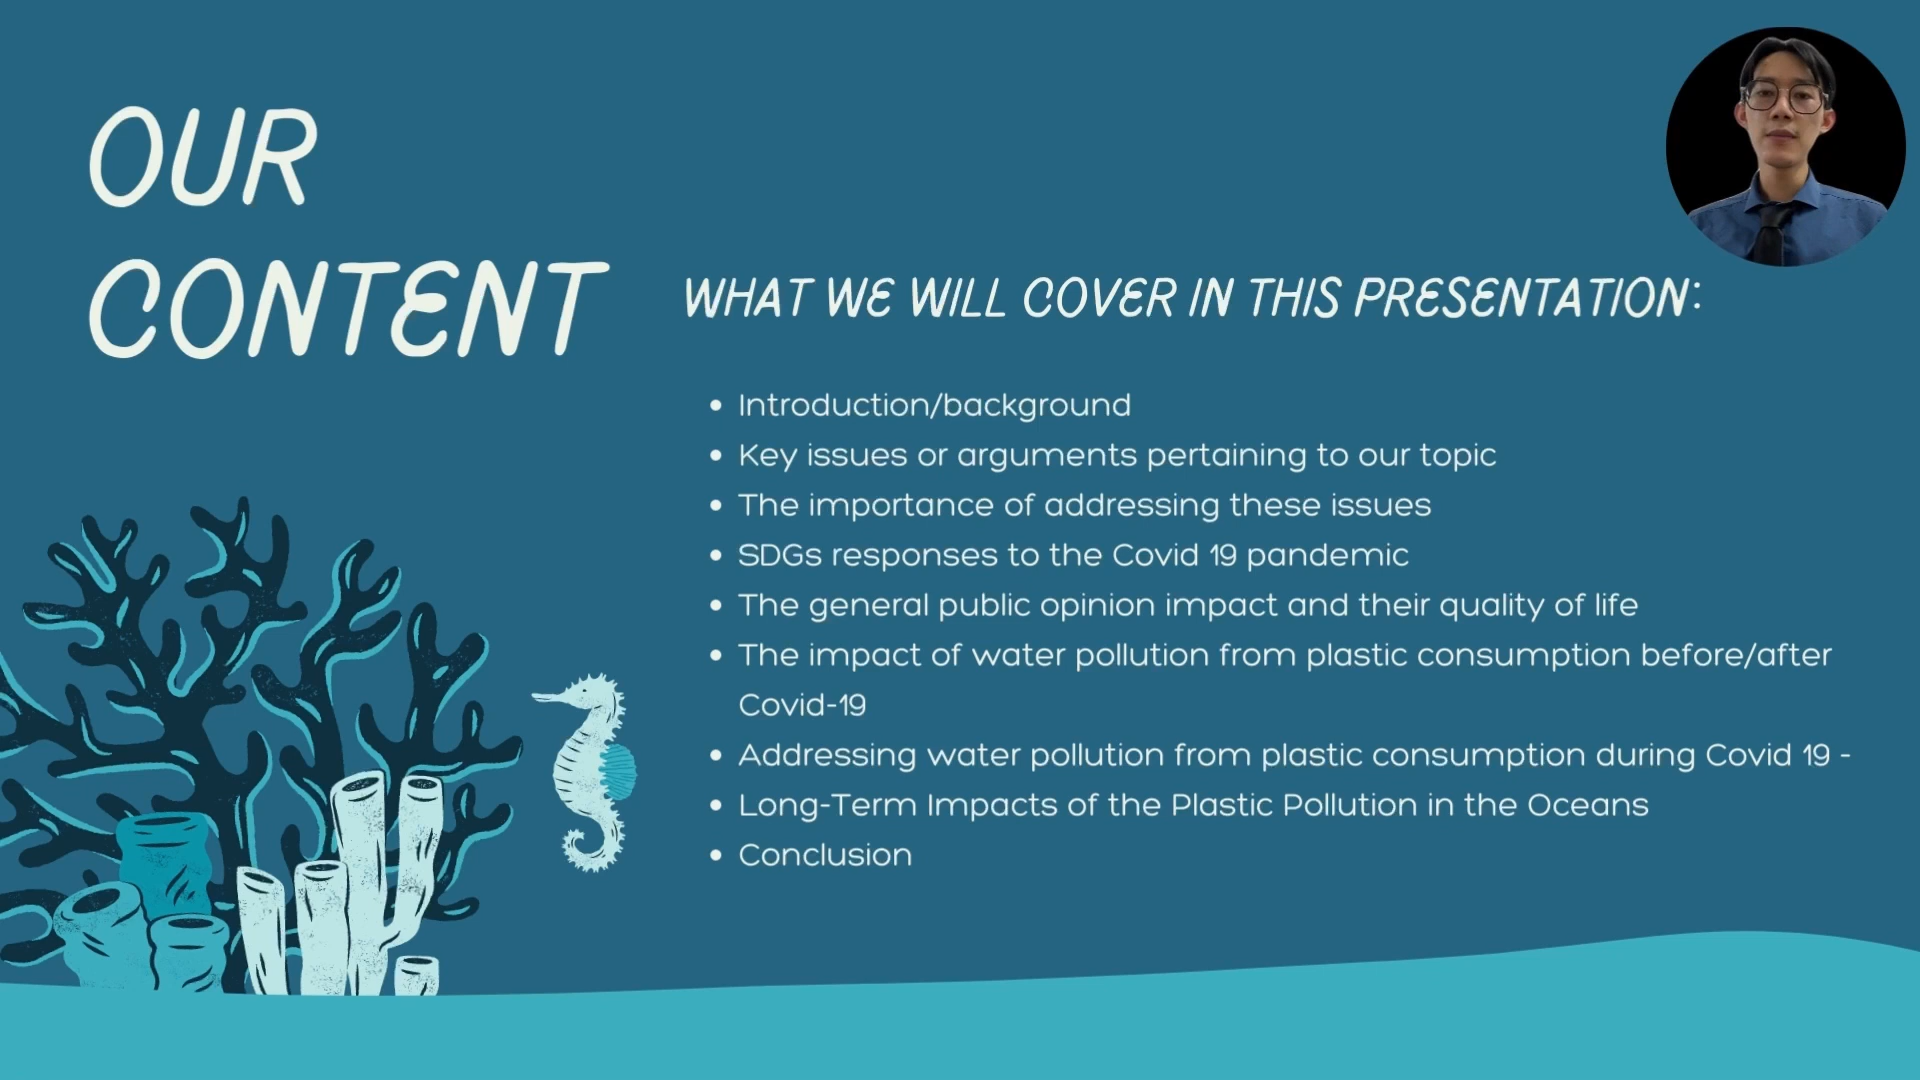 OUR
CONTENT
WHAT WE WILL COVER IN THIS PRESENTATION:
• Introduction/background
• Key issues or arguments pertaining to our topic
• The importance of addressing these issues
• SDGs responses to the Covid 19 pandemic
• The general public opinion impact and their quality of life
• The impact of water pollution from plastic consumption before/after
Covid-19
• Addressing water pollution from plastic consumption during Covid 19 -
• Long-Term Impacts of the Plastic Pollution in the Oceans
• Conclusion